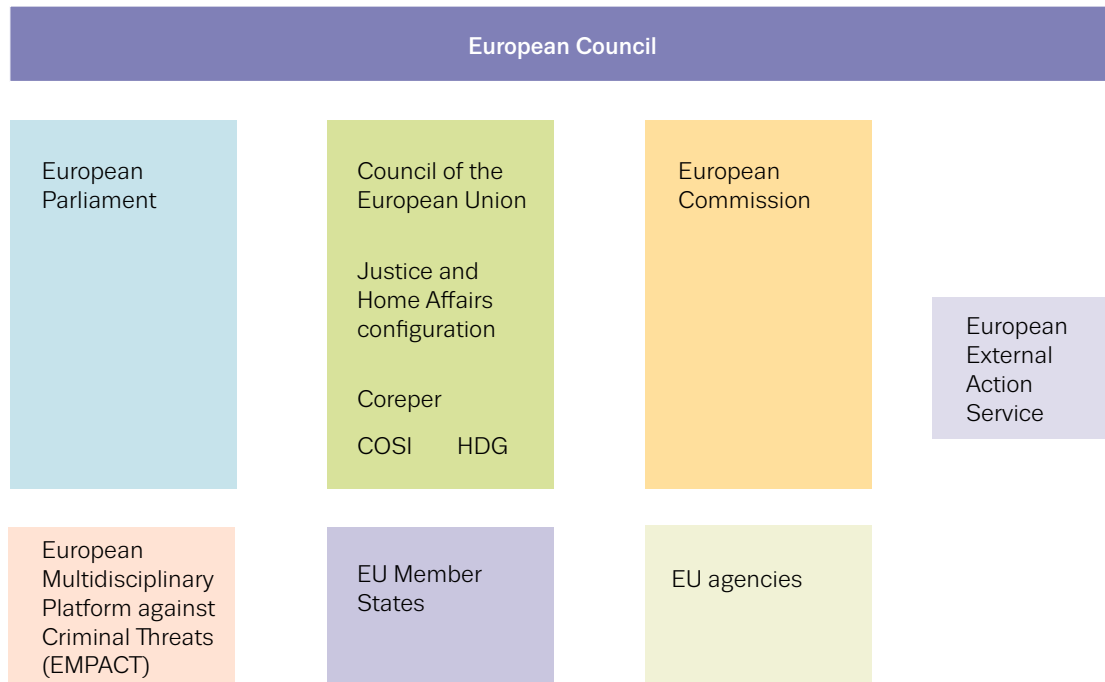 European Council
European
Parliament
Council of the
European Union
Justice and
Home Affairs
configuration
Coreper
COSI HDG
European
Commission
European
External
Action
Service
European
Multidisciplinary
Platform against
Criminal Threats
(EMPACT)
EU Member
States
EU agencies